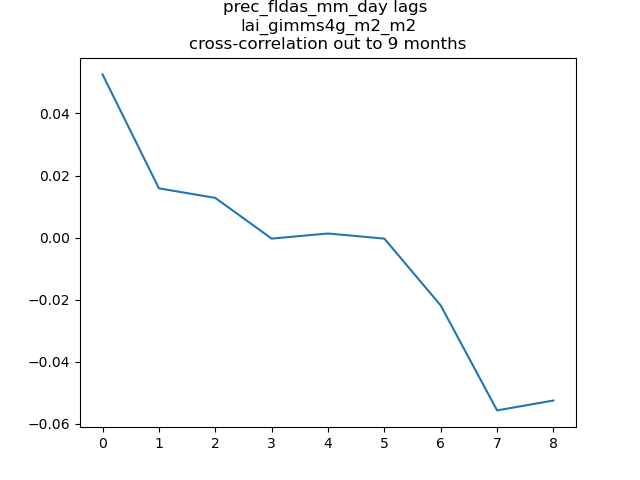 prec_fldas_mm_day lags
lai_gimms4g_m2_m2
cross-correlation out to 9 months
0.04
0.02
0.00
−0.02
−0.04
−0.06
0 1 2 3 4 5 6 7 8